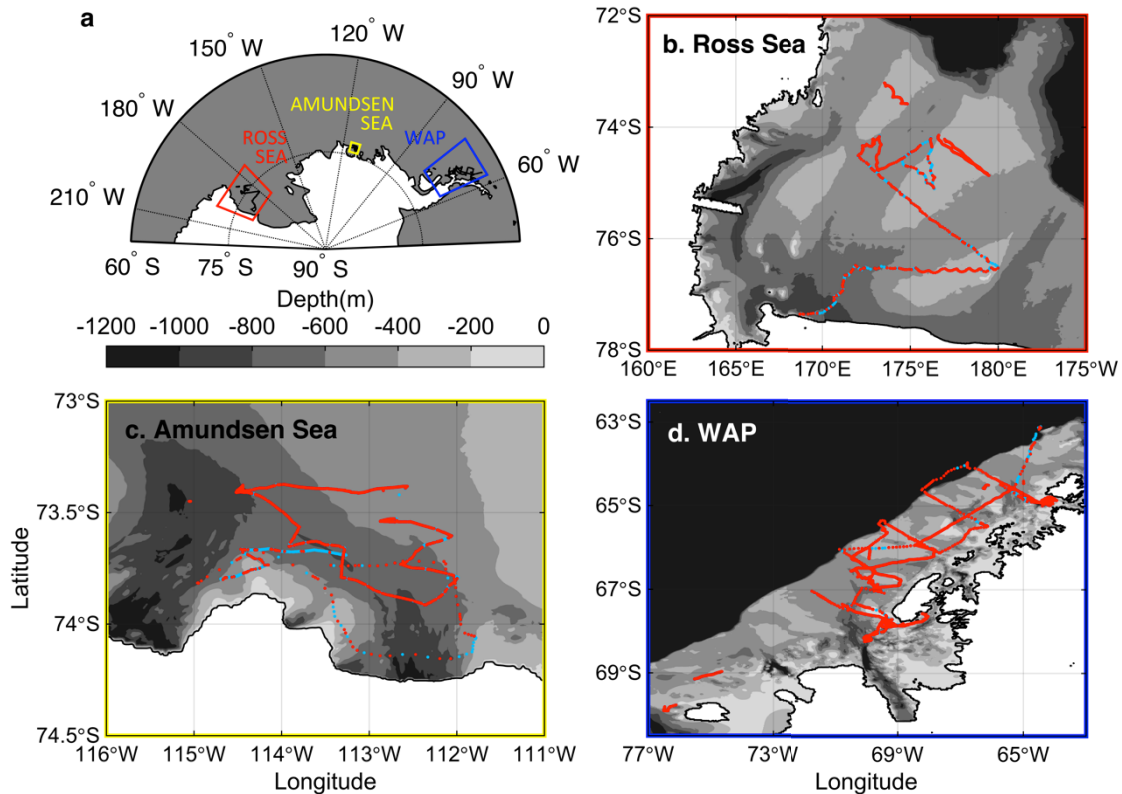 a
150° W
120° W
90° W
180° W
AMUNDSEN
SEA
WAP
ROSS
SEA
60° W
210° W
60° S
75° S
90° S
Depth(m)
-1200 -1000 -800 -600 -400 -200 0
b. Ross Sea
72°S
74°S
76°S
78°S
160°E 165°E 170°E 175°E 180°E 175°W
c. Amundsen Sea
73°S
73.5°S
74°S
74.5°S
Latitude
116°W 115°W 114°W 113°W 112°W 111°W
Longitude
d. WAP
63°S
65°S
67°S
69°S
77°W 73°W 69°W 65°W
Longitude